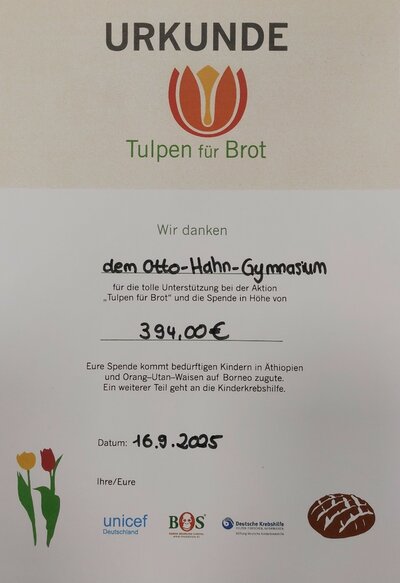 URKUNDE
Tulpen für Brot
Wir danken
dem Otto-Hahn-Gymnasium
für die tolle Unterstützung bei der Aktion
„Tulpen für Brot" und die Spende in Höhe von
394,00€
Eure Spende kommt bedürftigen Kindern in Äthiopien
und Orang–Utan–Waisen auf Borneo zugute.
Ein weiterer Teil geht an die Kinderkrebshilfe.
Datum: 16.9.2025
Ihre/Eure
unicef
Deutschland
BOS
Deutsche Krebshilfe
HELFEN. FORSCHEN. INFORMIEREN.